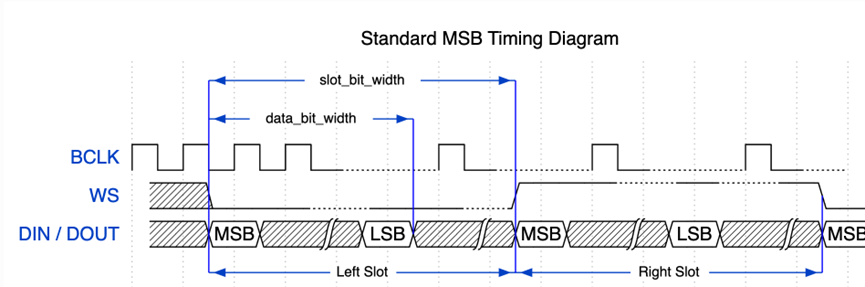 Standard MSB Timing Diagram
slot_bit_width
data_bit_width
BCLK
WS
DIN / DOUT
MSB
LSB
MSB
LSB
MSB
Left Slot
Right Slot